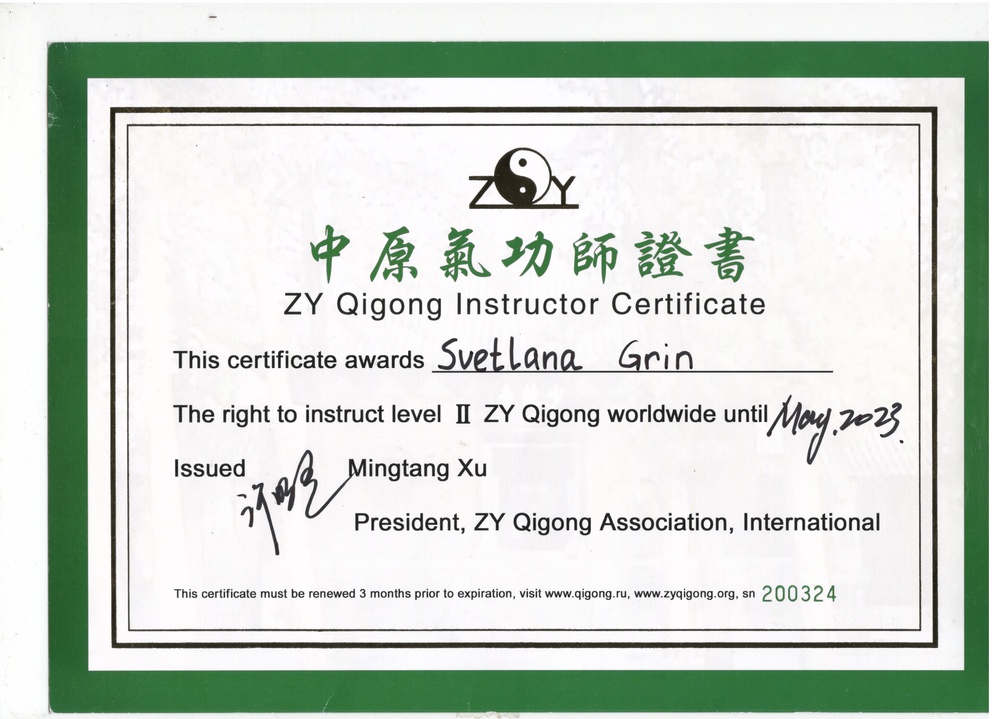 ZY
中原氣功師證書
ZY Qigong Instructor Certificate
This certificate awards Svetlana Grin
The right to instruct level II ZY Qigong worldwide until May. 2023.
Issued Mingtang Xu
President, ZY Qigong Association, International
This certificate must be renewed 3 months prior to expiration, visit www.qigong.ru, www.zyqigong.org, sn 200324